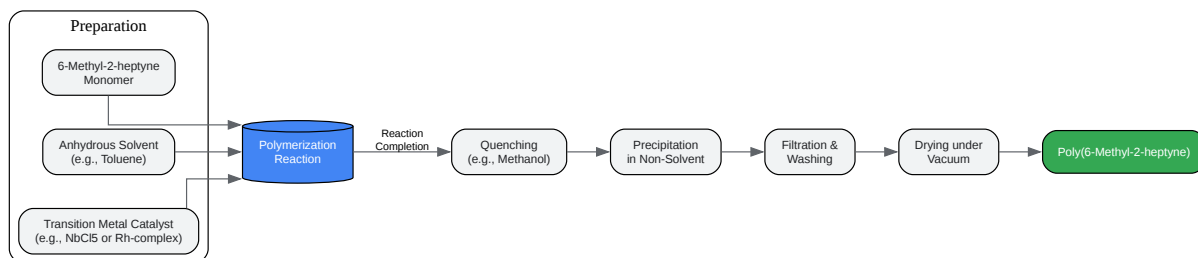 Preparation
6-Methyl-2-heptyne
Monomer
Anhydrous Solvent
(e.g., Toluene)
Transition Metal Catalyst
(e.g., NbCl5 or Rh-complex)
Polymerization
Reaction
Reaction
Completion
Quenching
(e.g., Methanol)
Precipitation
in Non-Solvent
Filtration &
Washing
Drying under
Vacuum
Poly(6-Methyl-2-heptyne)